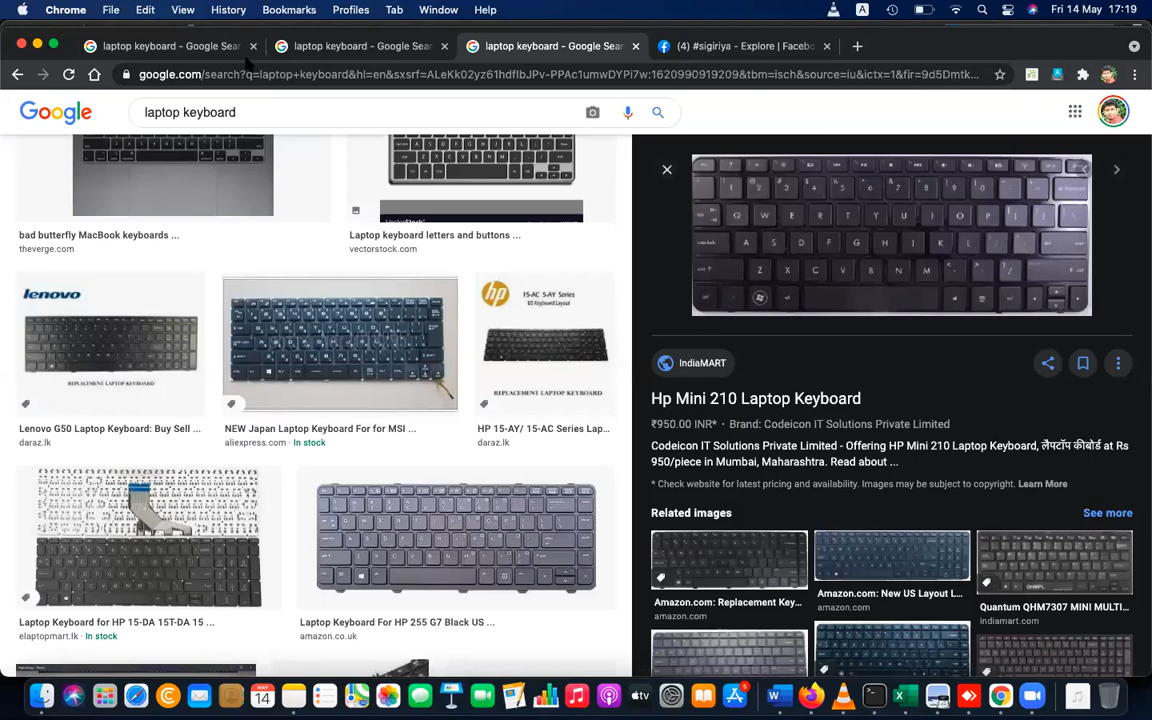 Chrome File Edit View History Bookmarks Profiles Tab Window Help A Fri 14 May 17:19
laptop keyboard - Google Sear laptop keyboard - Google Sear laptop keyboard - Google Sear (4) #sigiriya - Explore | Facebo
google.com/search?q=laptop+keyboard&hl=en&sxsrf=ALeKk02yz61hdflbJPv-PPAc1umwDYPi7w:1620990919209&tbm=isch&source=iu&ictx=1&fir=9d5Dmtk...
Google laptop keyboard
bad butterfly MacBook keyboards ...
theverge.com
Laptop keyboard letters and buttons ...
vectorstock.com
lenovo
REPLACEMENT LAPTOP KEYBOARD
Lenovo G50 Laptop Keyboard: Buy Sell ...
daraz.lk
NEW Japan Laptop Keyboard For for MSI ...
aliexpress.com · In stock
hp 15-AC 5-AY Series
US Keyboard Layout
REPLACEMENT LAPTOP KEYBOARD
HP 15-AY/ 15-AC Series Lap...
daraz.lk
Laptop Keyboard for HP 15-DA 15T-DA 15 ...
elaptopmart.lk · In stock
Laptop Keyboard For HP 255 G7 Black US ...
amazon.co.uk
IndiaMART
Hp Mini 210 Laptop Keyboard
₹950.00 INR* · Brand: Codeicon IT Solutions Private Limited
Codeicon IT Solutions Private Limited - Offering HP Mini 210 Laptop Keyboard, लैपटॉप कीबोर्ड at Rs
950/piece in Mumbai, Maharashtra. Read about ...
* Check website for latest pricing and availability. Images may be subject to copyright. Learn More
Related images See more
Amazon.com: Replacement Key...
amazon.com
Amazon.com: New US Layout L...
amazon.com
Quantum QHM7307 MINI MULTI...
indiamart.com
MAY
14
tv
5